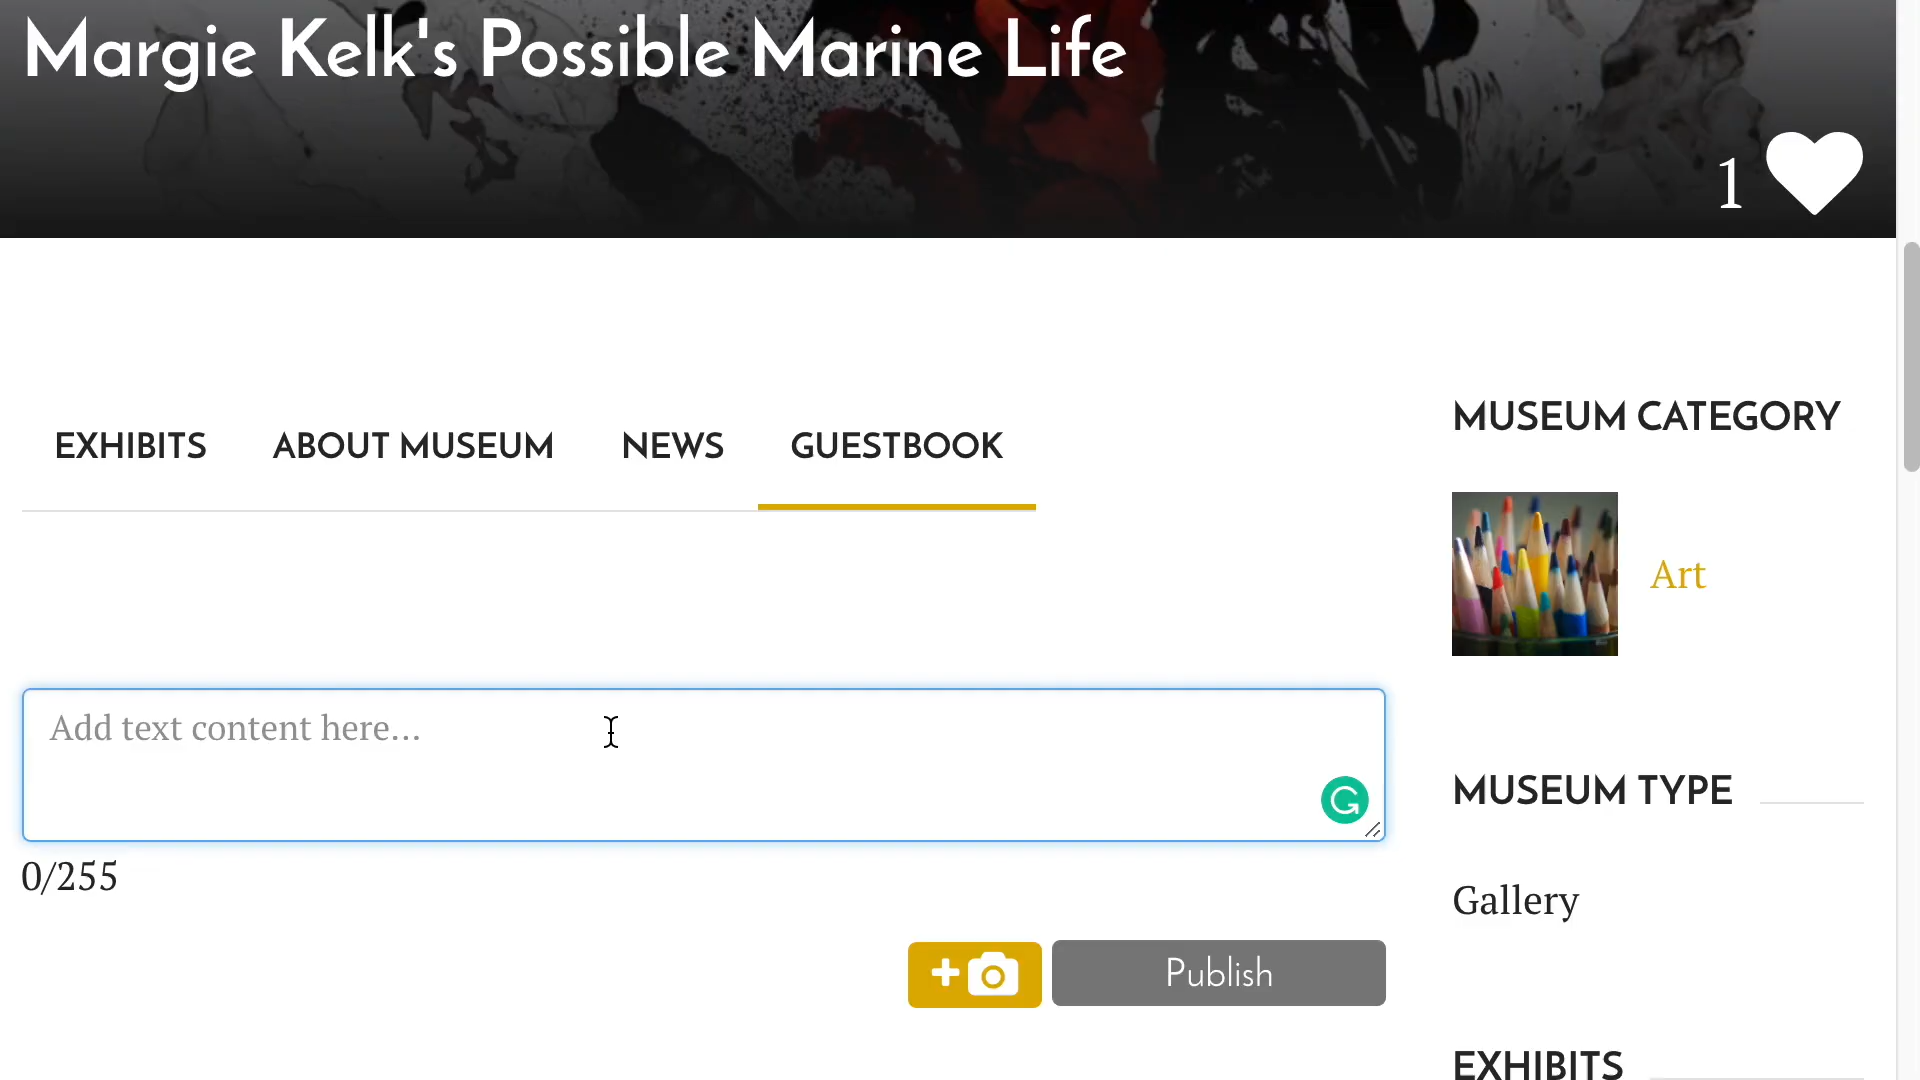 Margie Kelk's Possible Marine Life
1
EXHIBITS
ABOUT MUSEUM
NEWS
GUESTBOOK
Add text content here...
0/255
Publish
MUSEUM CATEGORY
Art
MUSEUM TYPE
Gallery
EXHIBITS